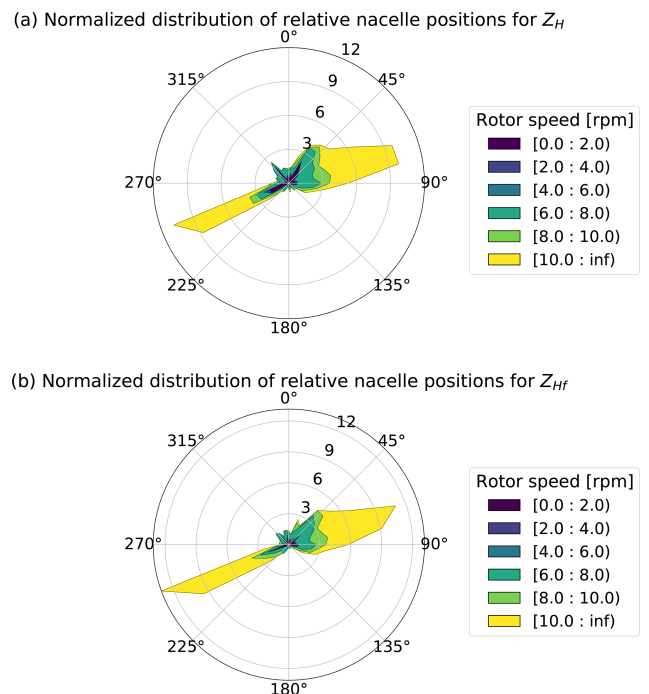 (a) Normalized distribution of relative nacelle positions for Z_H
0°
12
315°
45°
9
6
3
270°
90°
225°
135°
180°
Rotor speed [rpm]
[0.0 : 2.0)
[2.0 : 4.0)
[4.0 : 6.0)
[6.0 : 8.0)
[8.0 : 10.0)
[10.0 : inf)
(b) Normalized distribution of relative nacelle positions for Z_Hf
0°
12
315°
45°
9
6
3
270°
90°
225°
135°
180°
Rotor speed [rpm]
[0.0 : 2.0)
[2.0 : 4.0)
[4.0 : 6.0)
[6.0 : 8.0)
[8.0 : 10.0)
[10.0 : inf)